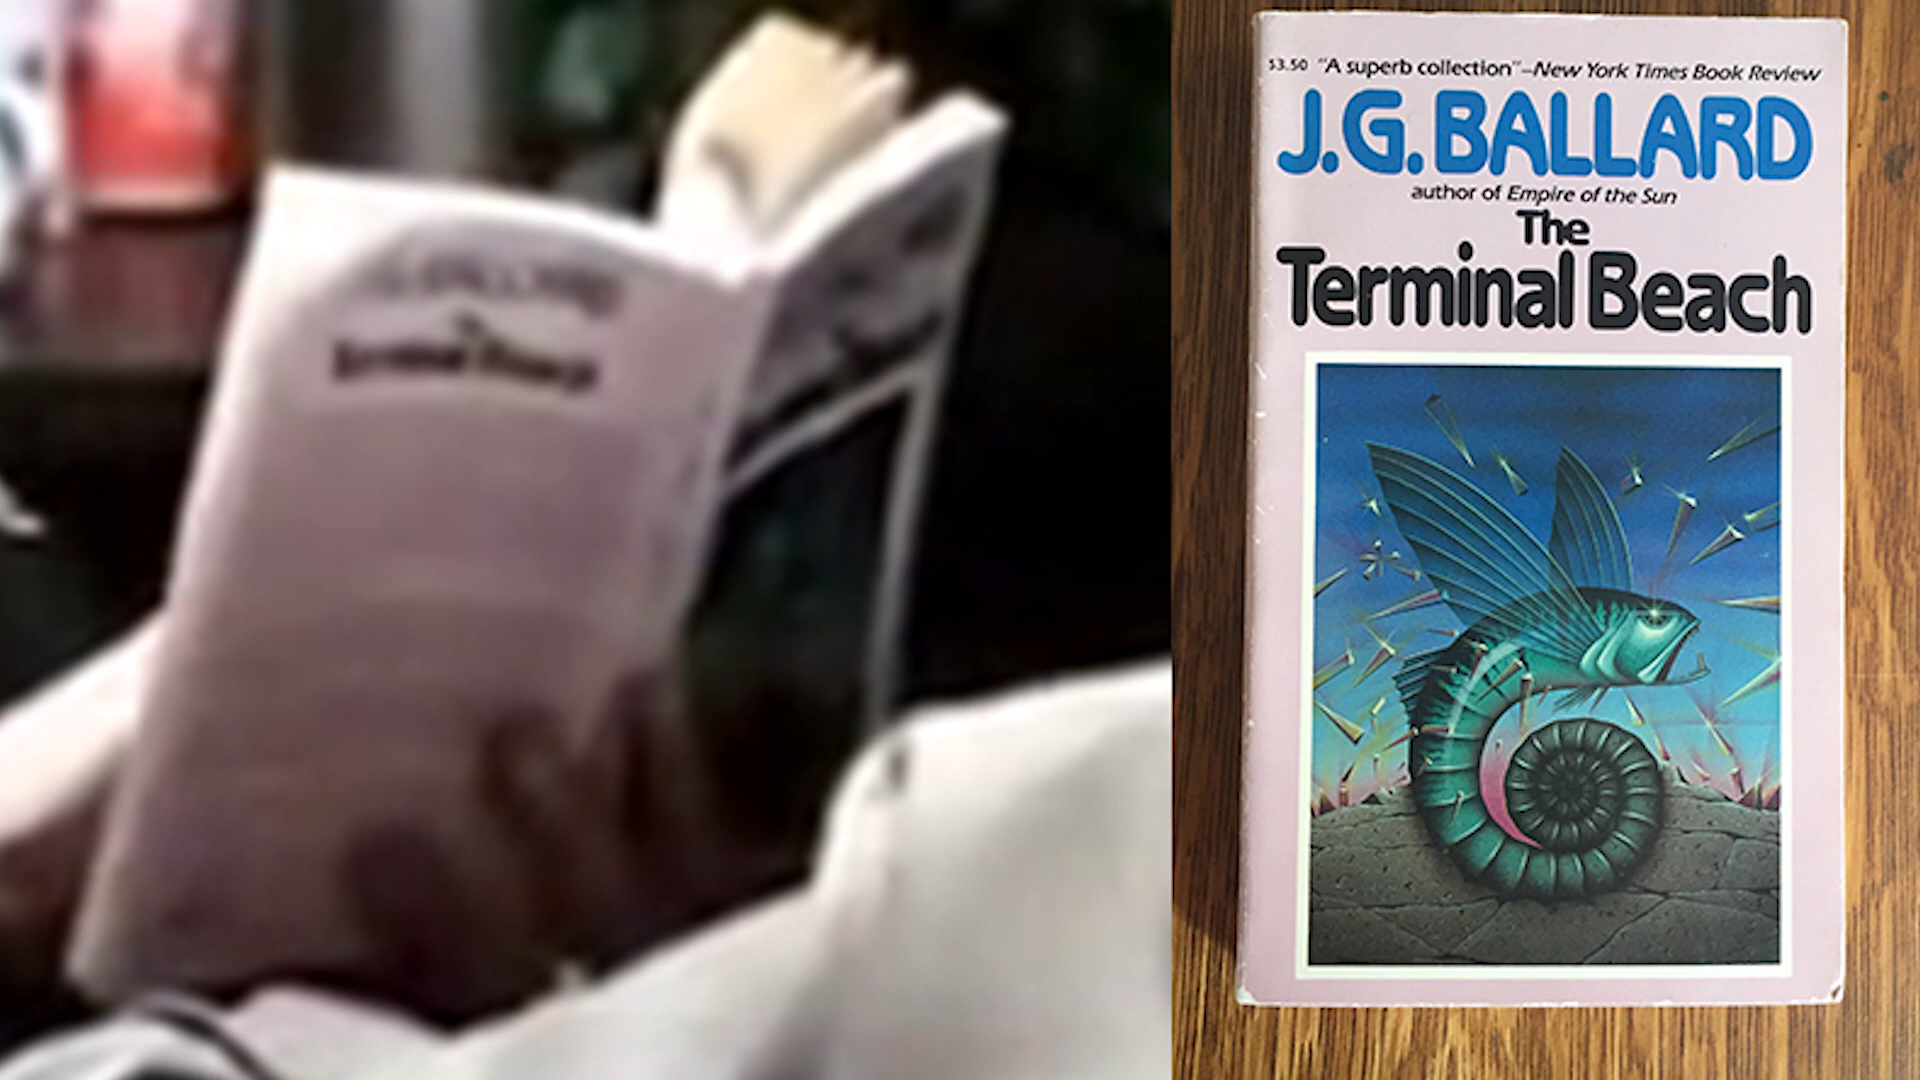 $3.50 "A superb collection"–New York Times Book Review
J.G. BALLARD
author of Empire of the Sun
The
Terminal Beach